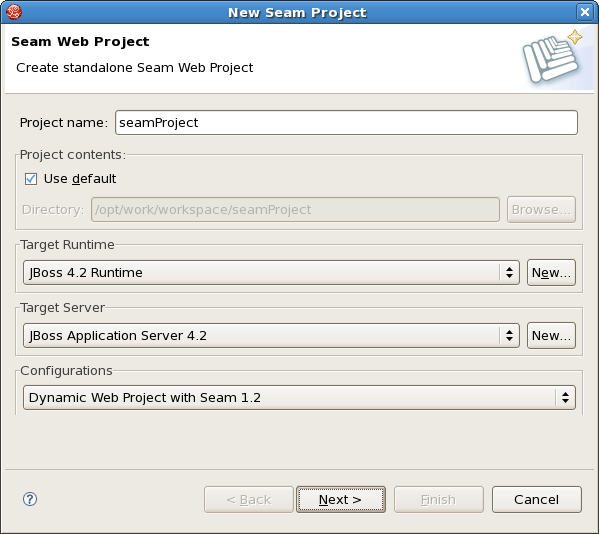 New Seam Project
Seam Web Project
Create standalone Seam Web Project
Project name: seamProject
Project contents:
Use default
Directory: /opt/work/workspace/seamProject Browse...
Target Runtime
JBoss 4.2 Runtime New...
Target Server
JBoss Application Server 4.2 New...
Configurations
Dynamic Web Project with Seam 1.2
? < Back Next > Finish Cancel